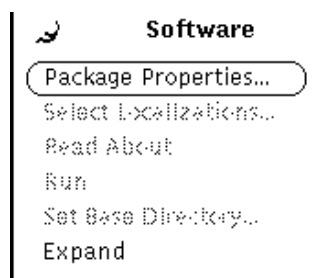 Software
Package Properties...
Select Localizations...
Read About
Run
Set Base Directory...
Expand